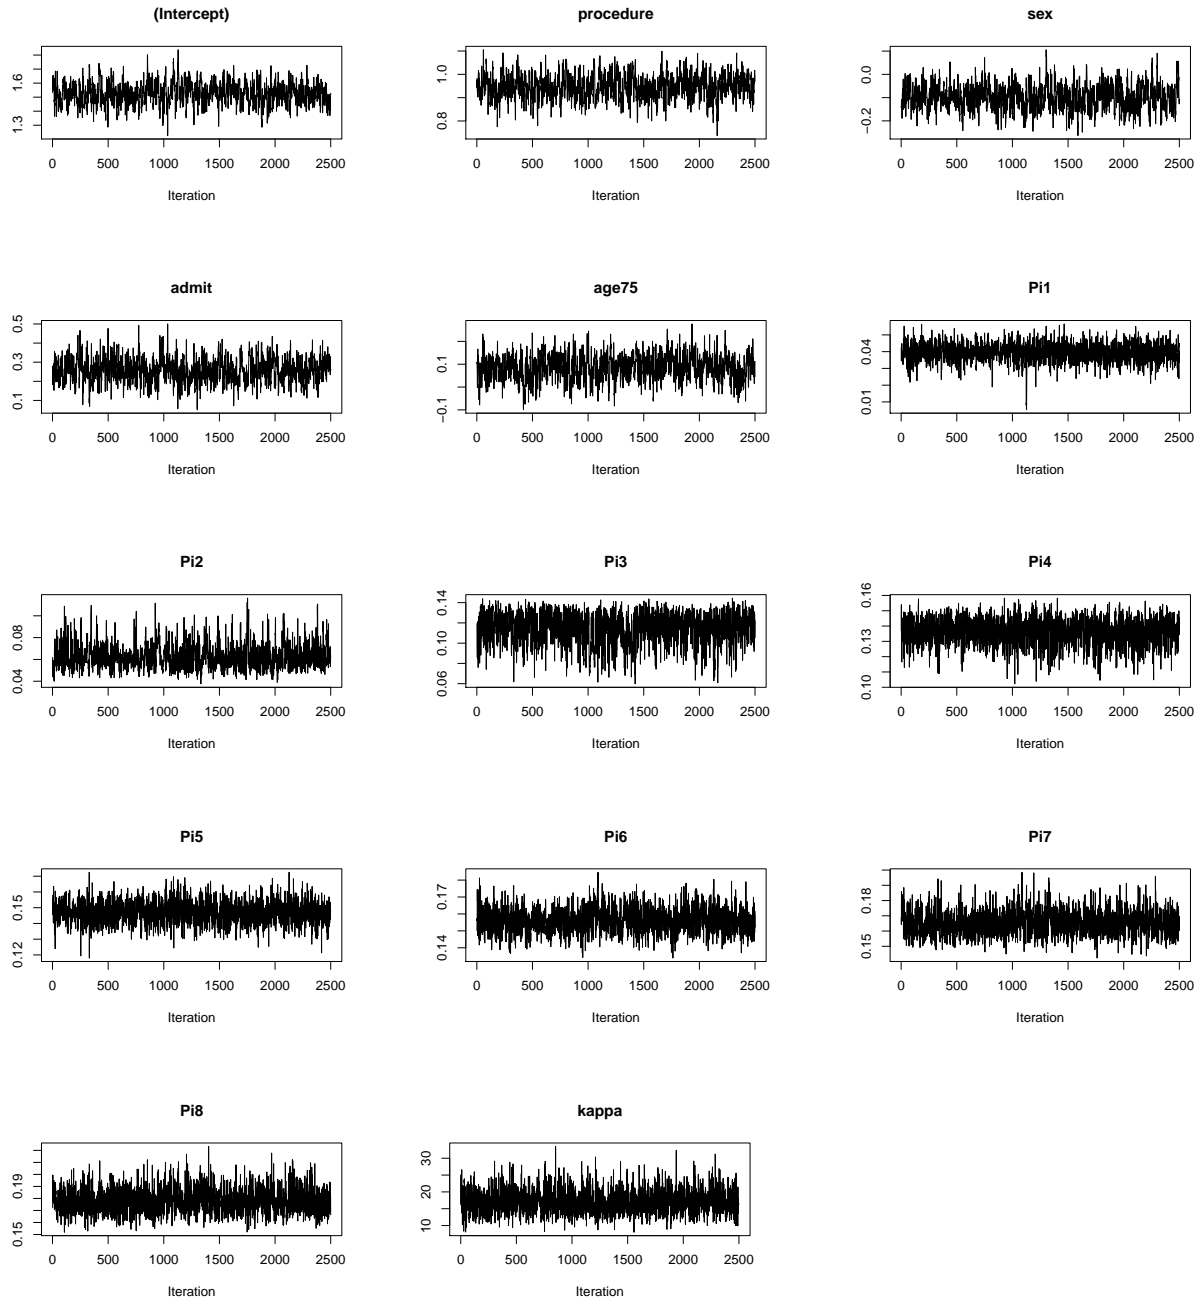 (Intercept) procedure sex
1.3 1.6 0.8 1.0 −0.2 0.0
0 500 1000 1500 2000 2500 0 500 1000 1500 2000 2500 0 500 1000 1500 2000 2500
Iteration Iteration Iteration
admit age75 Pi1
0.1 0.3 0.5 −0.1 0.1 0.01 0.04
0 500 1000 1500 2000 2500 0 500 1000 1500 2000 2500 0 500 1000 1500 2000 2500
Iteration Iteration Iteration
Pi2 Pi3 Pi4
0.04 0.08 0.06 0.10 0.14 0.10 0.13 0.16
0 500 1000 1500 2000 2500 0 500 1000 1500 2000 2500 0 500 1000 1500 2000 2500
Iteration Iteration Iteration
Pi5 Pi6 Pi7
0.12 0.15 0.14 0.17 0.15 0.18
0 500 1000 1500 2000 2500 0 500 1000 1500 2000 2500 0 500 1000 1500 2000 2500
Iteration Iteration Iteration
Pi8 kappa
0.15 0.19 10 20 30
0 500 1000 1500 2000 2500 0 500 1000 1500 2000 2500
Iteration Iteration